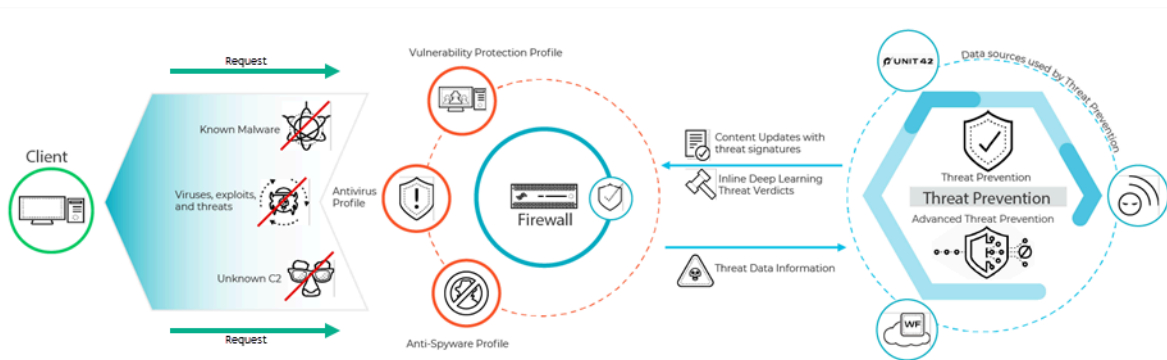 Request
Client
Known Malware
Viruses, exploits,
and threats
Unknown C2
Request
Vulnerability Protection Profile
Antivirus
Profile
Anti-Spyware Profile
Firewall
Content Updates with
threat signatures
Inline Deep Learning
Threat Verdicts
Threat Data Information
UNIT 42
Data sources used by Threat Prevention
Threat Prevention
Threat Prevention
Advanced Threat Prevention
WF